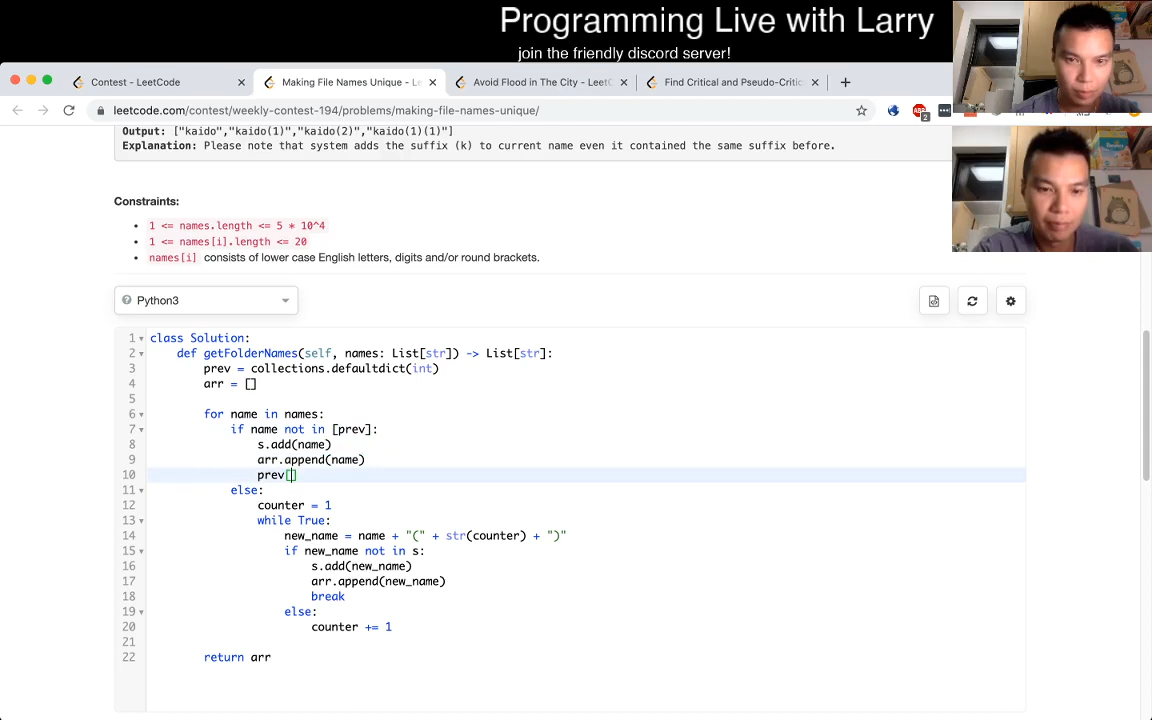 Programming Live with Larry
join the friendly discord server!
Contest - LeetCode
Making File Names Unique - Le
Avoid Flood in The City - LeetC
Find Critical and Pseudo-Critic
leetcode.com/contest/weekly-contest-194/problems/making-file-names-unique/
ABP
2
Output: ["kaido","kaido(1)","kaido(2)","kaido(1)(1)"]
Explanation: Please note that system adds the suffix (k) to current name even it contained the same suffix before.
Constraints:
1 <= names.length <= 5 * 10^4
1 <= names[i].length <= 20
names[i] consists of lower case English letters, digits and/or round brackets.
Python3
1 class Solution:
2 def getFolderNames(self, names: List[str]) -> List[str]:
3 prev = collections.defaultdict(int)
4 arr = []
5
6 for name in names:
7 if name not in [prev]:
8 s.add(name)
9 arr.append(name)
10 prev[]
11 else:
12 counter = 1
13 while True:
14 new_name = name + "(" + str(counter) + ")"
15 if new_name not in s:
16 s.add(new_name)
17 arr.append(new_name)
18 break
19 else:
20 counter += 1
21
22 return arr